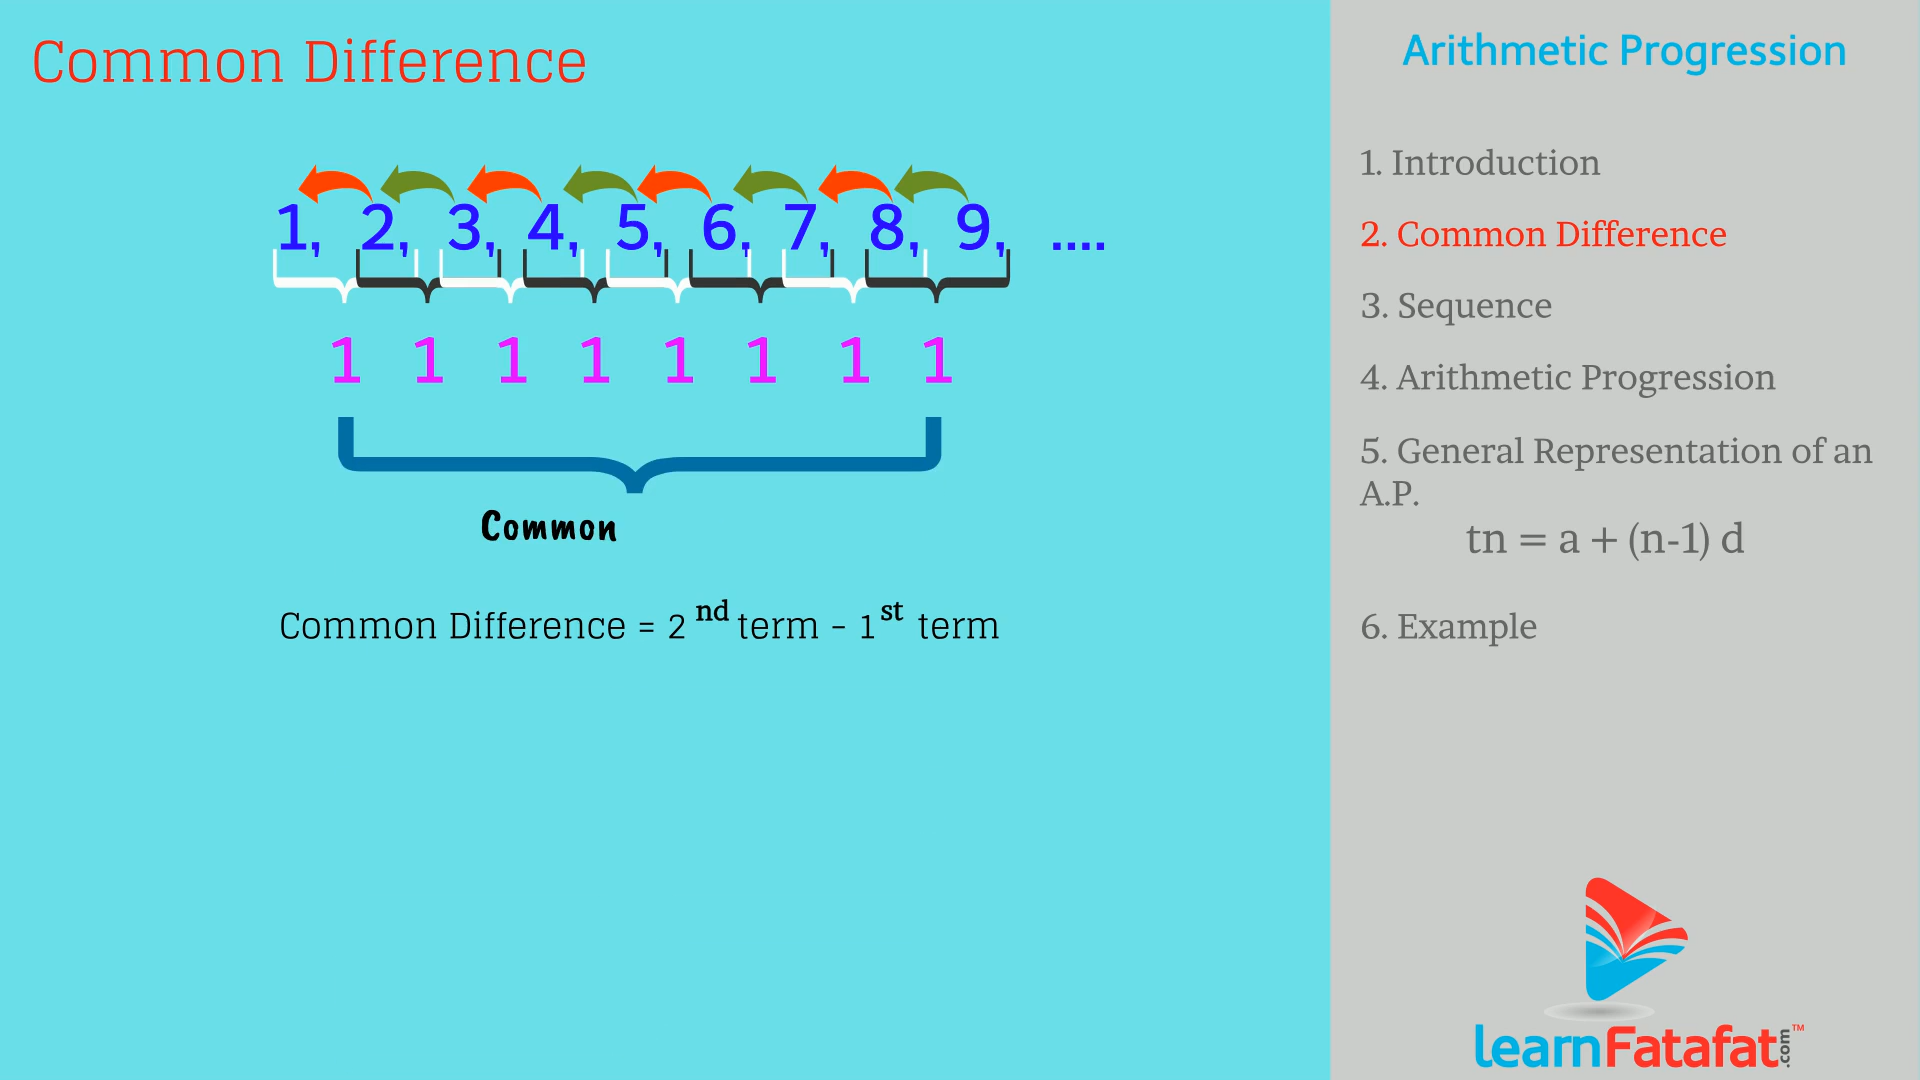 Common Difference
1, 2, 3, 4, 5, 6, 7, 8, 9, ....
1 1 1 1 1 1 1 1
Common
Common Difference = 2 nd term - 1 st term
Arithmetic Progression
1. Introduction
2. Common Difference
3. Sequence
4. Arithmetic Progression
5. General Representation of an
A.P.
tn = a + (n-1) d
6. Example
learnFatafat.com™